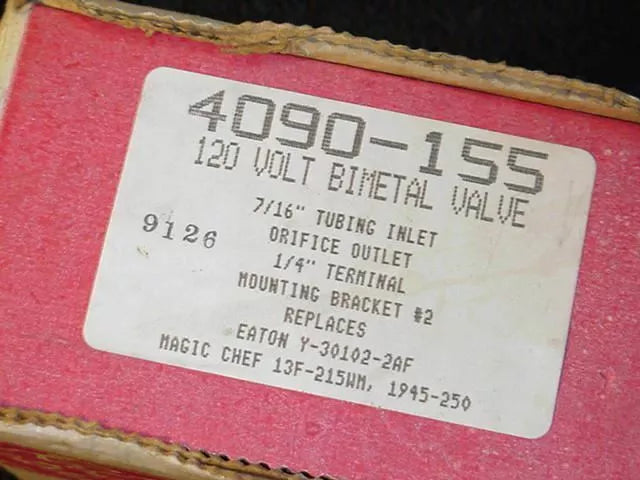 4090-155
120 VOLT BIMETAL VALVE
7/16" TUBING INLET
9126
ORIFICE OUTLET
1/4" TERMINAL
MOUNTING BRACKET #2
REPLACES
EATON Y-30102-2AF
MAGIC CHEF 13F-215WM, 1945-250